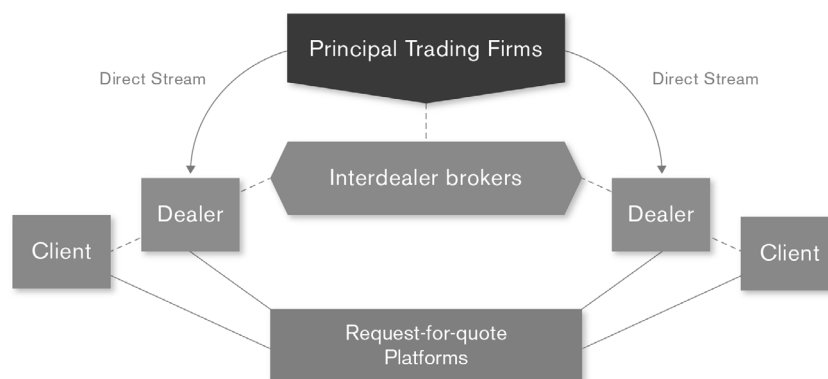 Principal Trading Firms
Direct Stream
Direct Stream
Interdealer brokers
Dealer
Dealer
Client
Client
Request-for-quote
Platforms